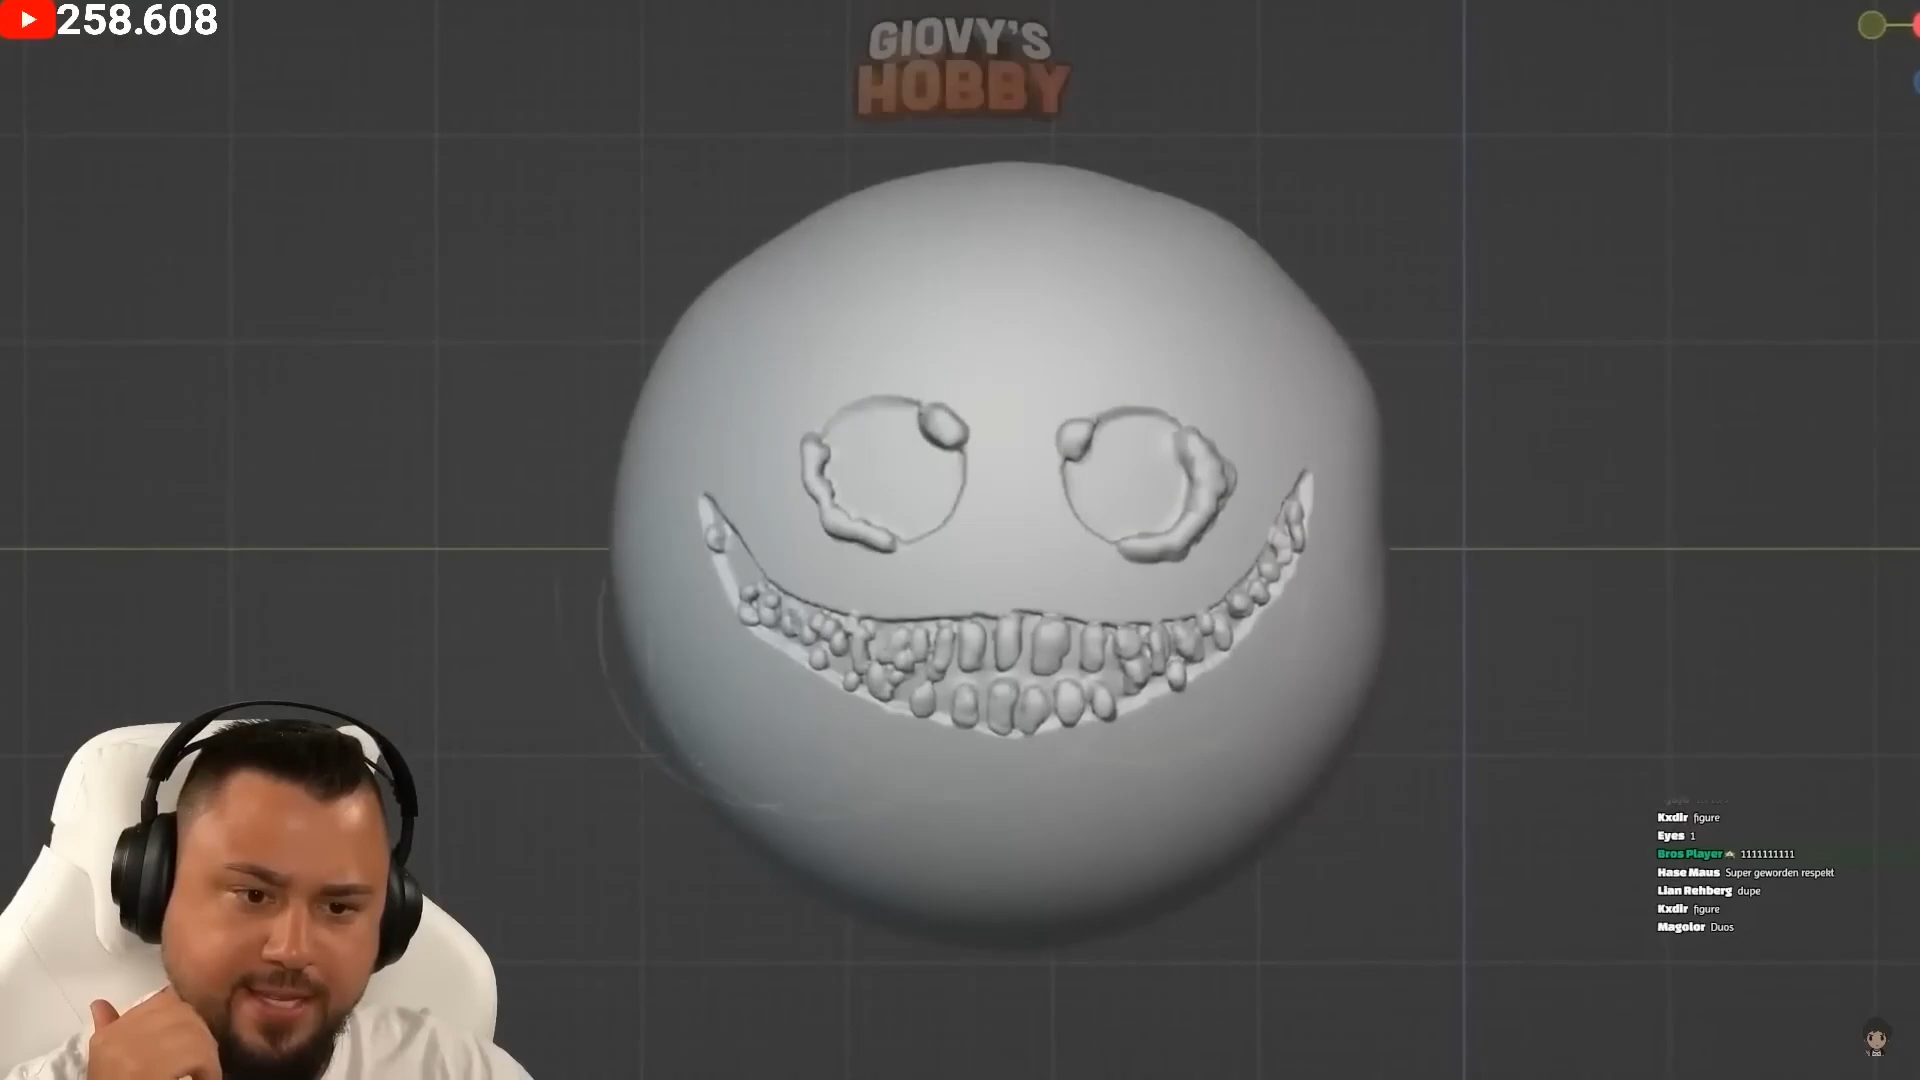 258.608
GIOVY'S
HOBBY
Kxdir figure
Eyes 1
Bros Player 1111111111
Hase Maus Super geworden respekt
Lian Rehberg dupe
Kxdir figure
Magolor Duos